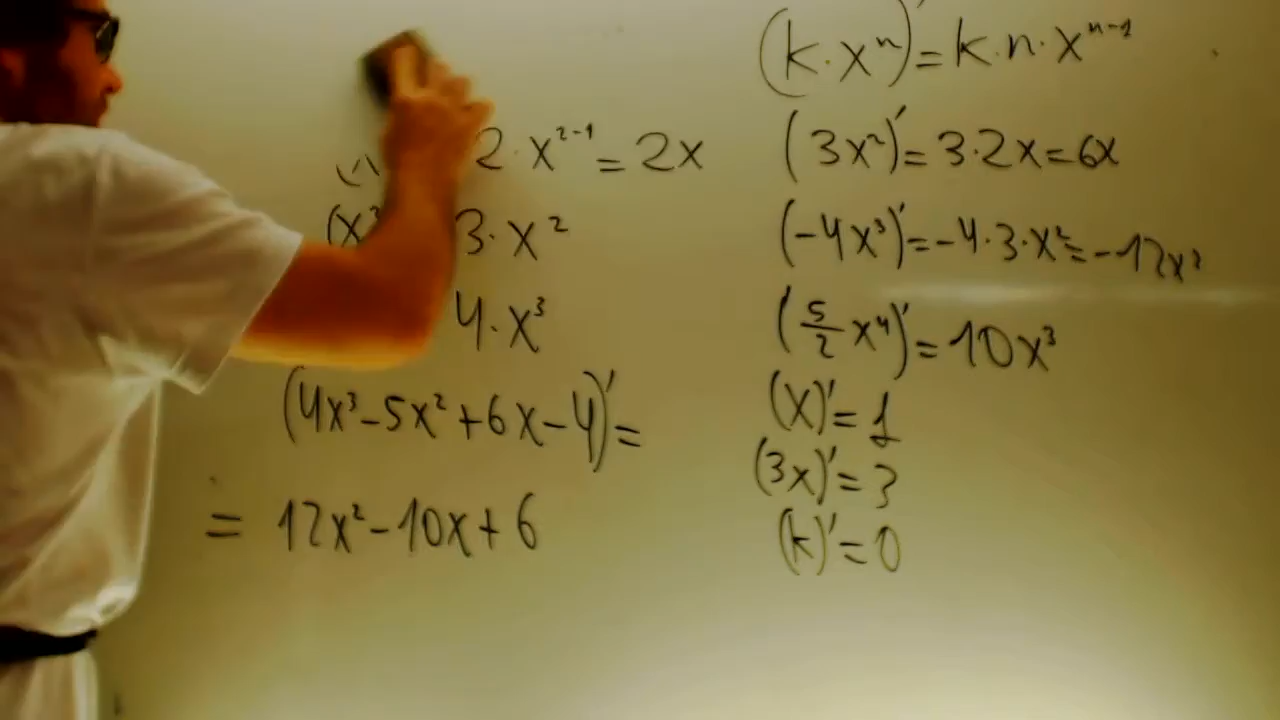 (k·xⁿ)' = k·n·xⁿ⁻¹
2·x²⁻¹ = 2x
(3x²)' = 3·2x = 6x
(x 3·x²
(-4x³)' = -4·3·x² = -12x²
4·x³
(5/2 x⁴)' = 10x³
(4x³-5x²+6x-4)' =
(x)' = 1
(3x)' = 3
= 12x²-10x+6
(k)' = 0